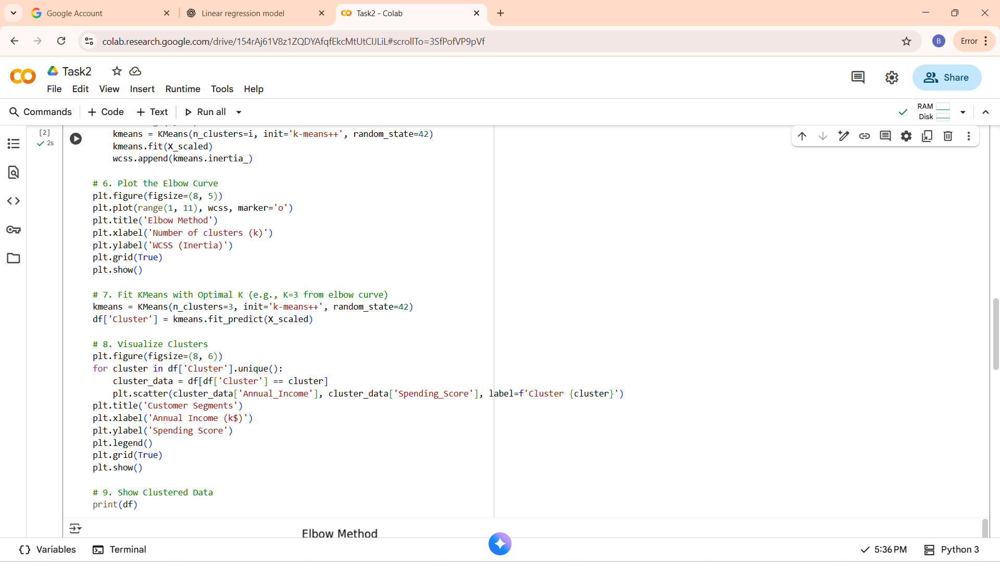 Google Account
Linear regression model
Task2 - Colab
colab.research.google.com/drive/154rAj61V8z1ZQDYAfqfEkcMtUtCIJLiL#scrollTo=3SfPofVP9pVf
B
Error
Task2
File Edit View Insert Runtime Tools Help
Share
Commands + Code + Text Run all
RAM
Disk
[2]
2s
kmeans = KMeans(n_clusters=i, init='k-means++', random_state=42)
kmeans.fit(X_scaled)
wcss.append(kmeans.inertia_)
# 6. Plot the Elbow Curve
plt.figure(figsize=(8, 5))
plt.plot(range(1, 11), wcss, marker='o')
plt.title('Elbow Method')
plt.xlabel('Number of clusters (k)')
plt.ylabel('WCSS (Inertia)')
plt.grid(True)
plt.show()
# 7. Fit KMeans with Optimal K (e.g., K=3 from elbow curve)
kmeans = KMeans(n_clusters=3, init='k-means++', random_state=42)
df['Cluster'] = kmeans.fit_predict(X_scaled)
# 8. Visualize Clusters
plt.figure(figsize=(8, 6))
for cluster in df['Cluster'].unique():
cluster_data = df[df['Cluster'] == cluster]
plt.scatter(cluster_data['Annual_Income'], cluster_data['Spending_Score'], label=f'Cluster {cluster}')
plt.title('Customer Segments')
plt.xlabel('Annual Income (k$)')
plt.ylabel('Spending Score')
plt.legend()
plt.grid(True)
plt.show()
# 9. Show Clustered Data
print(df)
Elbow Method
Variables Terminal
5:36 PM Python 3